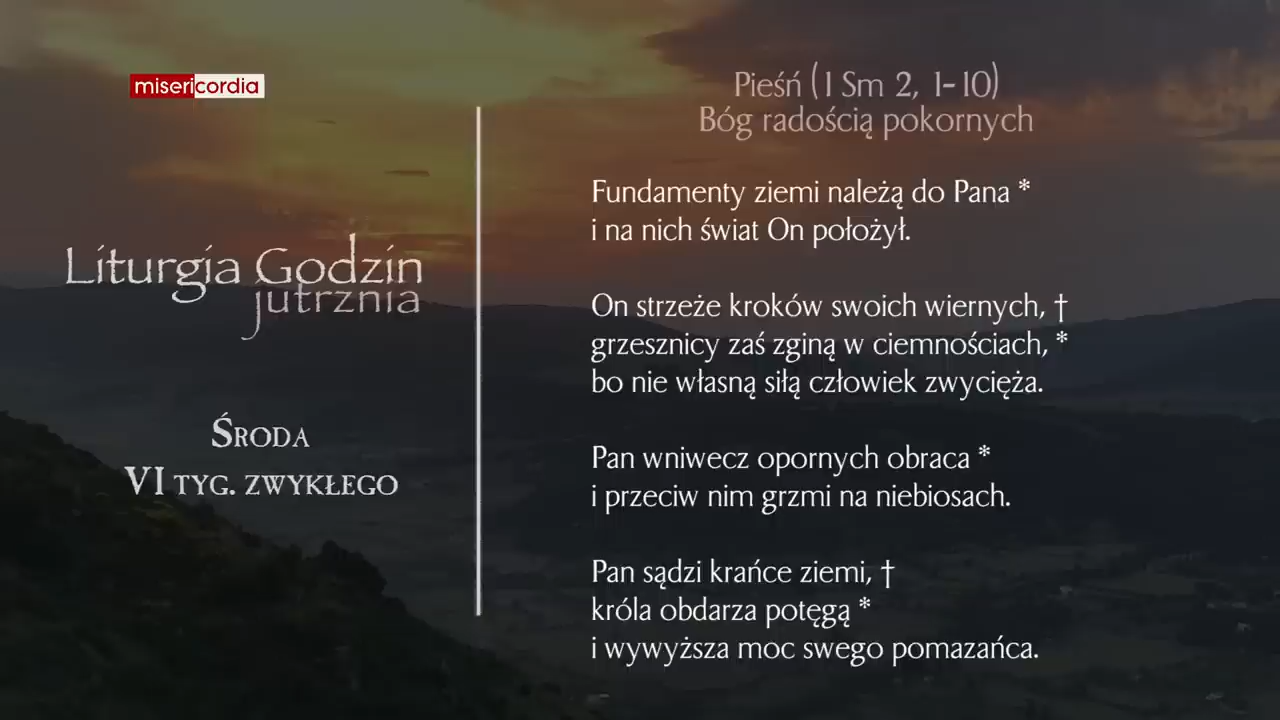 misericordia
Liturgia Godzin
jutrznia
Środa
VI tyg. zwykłego
Pieśń (1 Sm 2, 1-10)
Bóg radością pokornych
Fundamenty ziemi należą do Pana *
i na nich świat On położył.
On strzeże kroków swoich wiernych, †
grzesznicy zaś zginą w ciemnościach, *
bo nie własną siłą człowiek zwycięża.
Pan wniwecz opornych obraca *
i przeciw nim grzmi na niebiosach.
Pan sądzi krańce ziemi, †
króla obdarza potęgą *
i wywyższa moc swego pomazańca.